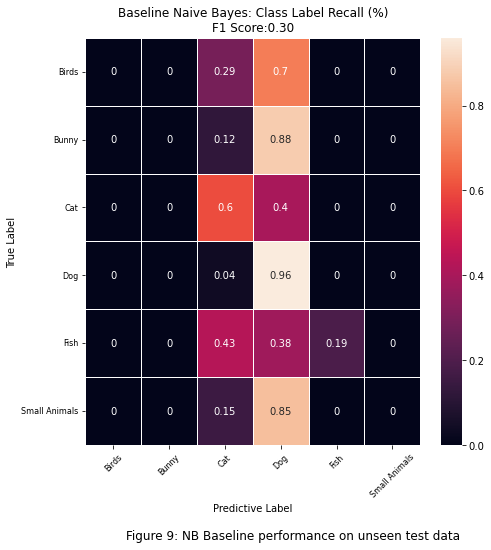 Baseline Naive Bayes: Class Label Recall (%)
F1 Score:0.30
True Label
Birds 0 0 0.29 0.7 0 0
Bunny 0 0 0.12 0.88 0 0
Cat 0 0 0.6 0.4 0 0
Dog 0 0 0.04 0.96 0 0
Fish 0 0 0.43 0.38 0.19 0
Small Animals 0 0 0.15 0.85 0 0
Birds Bunny Cat Dog Fish Small Animals
Predictive Label
0.8
0.6
0.4
0.2
0.0
Figure 9: NB Baseline performance on unseen test data